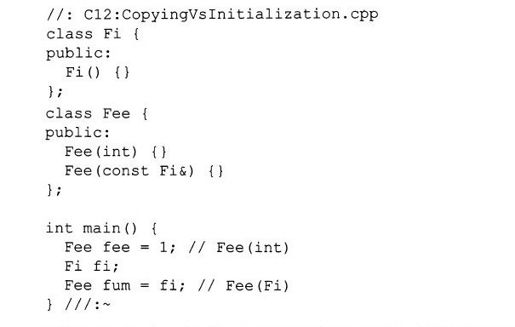 //: C12:CopyingVsInitialization.cpp
class Fi {
public:
  Fi() {}
};
class Fee {
public:
  Fee(int) {}
  Fee(const Fi&) {}
};

int main() {
  Fee fee = 1; // Fee(int)
  Fi fi;
  Fee fum = fi; // Fee(Fi)
} ///:~